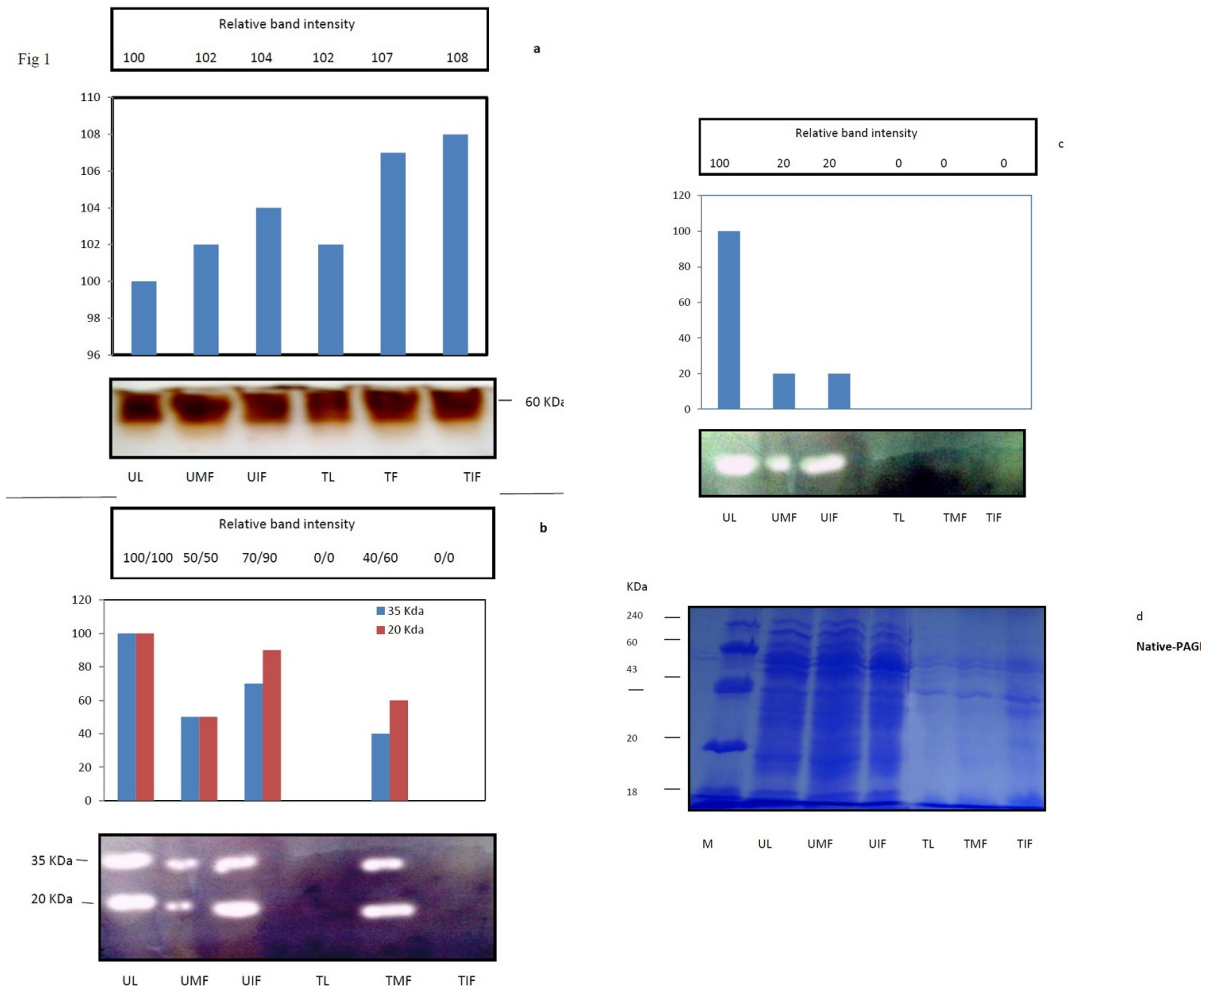 Fig 1
Relative band intensity
100 102 104 102 107 108
a
110
108
106
104
102
100
98
96
60 KDa
UL UMF UIF TL TF TIF
Relative band intensity
100/100 50/50 70/90 0/0 40/60 0/0
b
120
100
80
60
40
20
0
35 Kda
20 Kda
35 KDa
20 KDa
UL UMF UIF TL TMF TIF
Relative band intensity
100 20 20 0 0 0
c
120
100
80
60
40
20
0
UL UMF UIF TL TMF TIF
KDa
240
60
43
20
18
d
Native-PAG
M UL UMF UIF TL TMF TIF